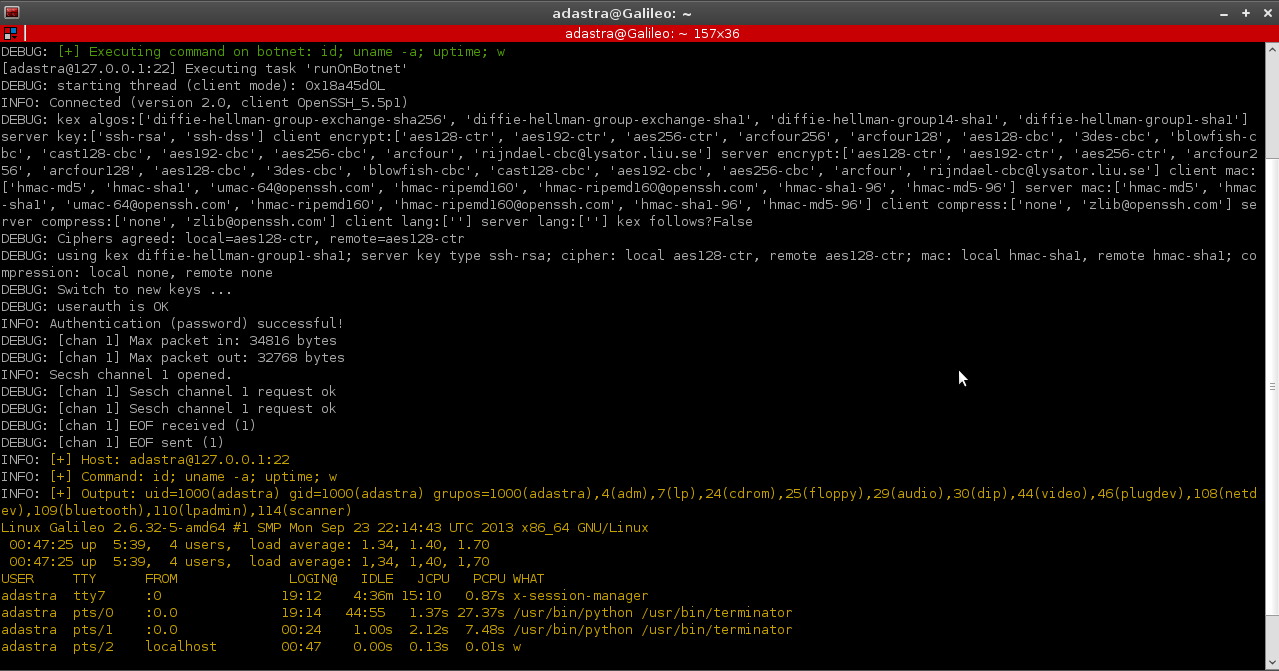 adastra@Galileo: ~
adastra@Galileo: ~ 157x36
DEBUG: [+] Executing command on botnet: id; uname -a; uptime; w
[adastra@127.0.0.1:22] Executing task 'runOnBotnet'
DEBUG: starting thread (client mode): 0x18a45d0L
INFO: Connected (version 2.0, client OpenSSH_5.5p1)
DEBUG: kex algos:['diffie-hellman-group-exchange-sha256', 'diffie-hellman-group-exchange-sha1', 'diffie-hellman-group14-sha1', 'diffie-hellman-group1-sha1']
server key:['ssh-rsa', 'ssh-dss'] client encrypt:['aes128-ctr', 'aes192-ctr', 'aes256-ctr', 'arcfour256', 'arcfour128', 'aes128-cbc', '3des-cbc', 'blowfish-c
bc', 'cast128-cbc', 'aes192-cbc', 'aes256-cbc', 'arcfour', 'rijndael-cbc@lysator.liu.se'] server encrypt:['aes128-ctr', 'aes192-ctr', 'aes256-ctr', 'arcfour2
56', 'arcfour128', 'aes128-cbc', '3des-cbc', 'blowfish-cbc', 'cast128-cbc', 'aes192-cbc', 'aes256-cbc', 'arcfour', 'rijndael-cbc@lysator.liu.se'] client mac:
['hmac-md5', 'hmac-sha1', 'umac-64@openssh.com', 'hmac-ripemd160', 'hmac-ripemd160@openssh.com', 'hmac-sha1-96', 'hmac-md5-96'] server mac:['hmac-md5', 'hmac
-sha1', 'umac-64@openssh.com', 'hmac-ripemd160', 'hmac-ripemd160@openssh.com', 'hmac-sha1-96', 'hmac-md5-96'] client compress:['none', 'zlib@openssh.com'] se
rver compress:['none', 'zlib@openssh.com'] client lang:[''] server lang:[''] kex follows?False
DEBUG: Ciphers agreed: local=aes128-ctr, remote=aes128-ctr
DEBUG: using kex diffie-hellman-group1-sha1; server key type ssh-rsa; cipher: local aes128-ctr, remote aes128-ctr; mac: local hmac-sha1, remote hmac-sha1; co
mpression: local none, remote none
DEBUG: Switch to new keys ...
DEBUG: userauth is OK
INFO: Authentication (password) successful!
DEBUG: [chan 1] Max packet in: 34816 bytes
DEBUG: [chan 1] Max packet out: 32768 bytes
INFO: Secsh channel 1 opened.
DEBUG: [chan 1] Sesch channel 1 request ok
DEBUG: [chan 1] Sesch channel 1 request ok
DEBUG: [chan 1] EOF received (1)
DEBUG: [chan 1] EOF sent (1)
INFO: [+] Host: adastra@127.0.0.1:22
INFO: [+] Command: id; uname -a; uptime; w
INFO: [+] Output: uid=1000(adastra) gid=1000(adastra) grupos=1000(adastra),4(adm),7(lp),24(cdrom),25(floppy),29(audio),30(dip),44(video),46(plugdev),108(netd
ev),109(bluetooth),110(lpadmin),114(scanner)
Linux Galileo 2.6.32-5-amd64 #1 SMP Mon Sep 23 22:14:43 UTC 2013 x86_64 GNU/Linux
 00:47:25 up  5:39,  4 users,  load average: 1.34, 1.40, 1.70
 00:47:25 up  5:39,  4 users,  load average: 1,34, 1,40, 1,70
USER     TTY      FROM              LOGIN@   IDLE   JCPU   PCPU WHAT
adastra  tty7     :0               19:12    4:36m 15:10   0.87s x-session-manager
adastra  pts/0    :0.0             19:14   44:55   1.37s 27.37s /usr/bin/python /usr/bin/terminator
adastra  pts/1    :0.0             00:24    1.00s  2.12s  7.48s /usr/bin/python /usr/bin/terminator
adastra  pts/2    localhost        00:47    0.00s  0.13s  0.01s w